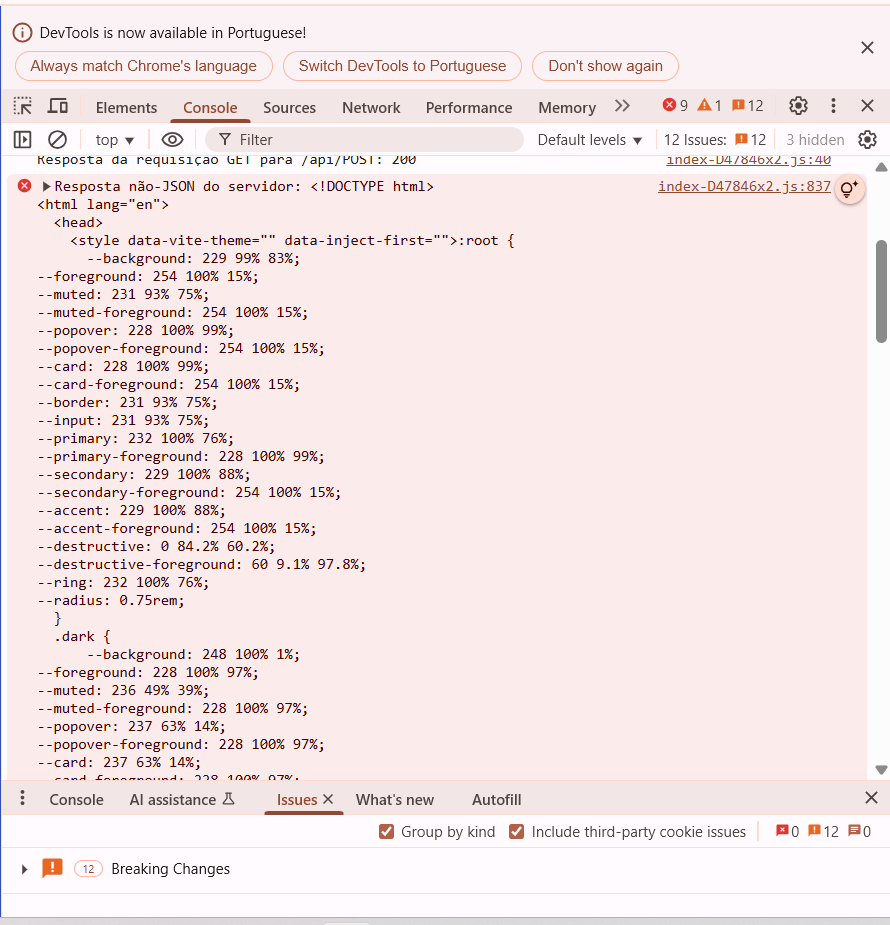 DevTools is now available in Portuguese!
Always match Chrome's language
Switch DevTools to Portuguese
Don't show again
Elements
Console
Sources
Network
Performance
Memory
9
1
12
top
Filter
Default levels
12 Issues:
12
3 hidden
Resposta da requisição GET para /api/POST: 200
index-D47846x2.js:40
Resposta não-JSON do servidor: <!DOCTYPE html>
index-D47846x2.js:837
<html lang="en">
<head>
<style data-vite-theme="" data-inject-first="">:root {
--background: 229 99% 83%;
--foreground: 254 100% 15%;
--muted: 231 93% 75%;
--muted-foreground: 254 100% 15%;
--popover: 228 100% 99%;
--popover-foreground: 254 100% 15%;
--card: 228 100% 99%;
--card-foreground: 254 100% 15%;
--border: 231 93% 75%;
--input: 231 93% 75%;
--primary: 232 100% 76%;
--primary-foreground: 228 100% 99%;
--secondary: 229 100% 88%;
--secondary-foreground: 254 100% 15%;
--accent: 229 100% 88%;
--accent-foreground: 254 100% 15%;
--destructive: 0 84.2% 60.2%;
--destructive-foreground: 60 9.1% 97.8%;
--ring: 232 100% 76%;
--radius: 0.75rem;
}
.dark {
--background: 248 100% 1%;
--foreground: 228 100% 97%;
--muted: 236 49% 39%;
--muted-foreground: 228 100% 97%;
--popover: 237 63% 14%;
--popover-foreground: 228 100% 97%;
--card: 237 63% 14%;
--card-foreground: 228 100% 97%;
Console
AI assistance
Issues
What's new
Autofill
Group by kind
Include third-party cookie issues
0
12
0
12
Breaking Changes